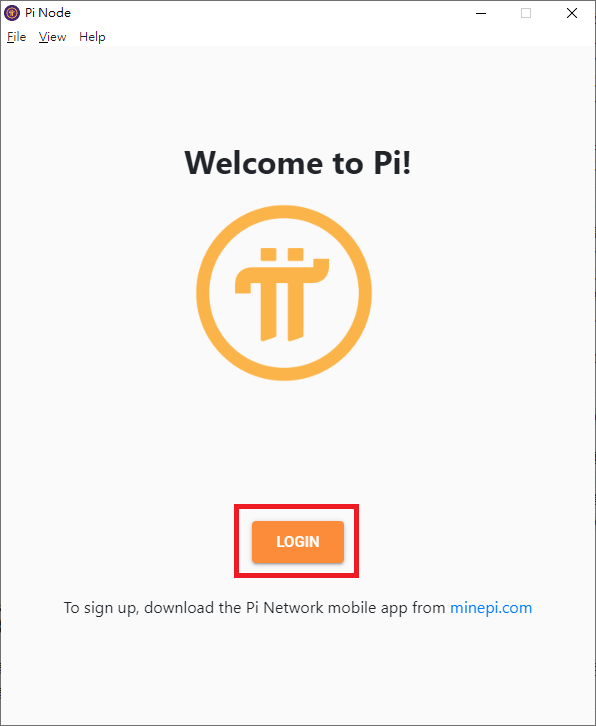 Pi Node
File View Help
Welcome to Pi!
LOGIN
To sign up, download the Pi Network mobile app from minepi.com